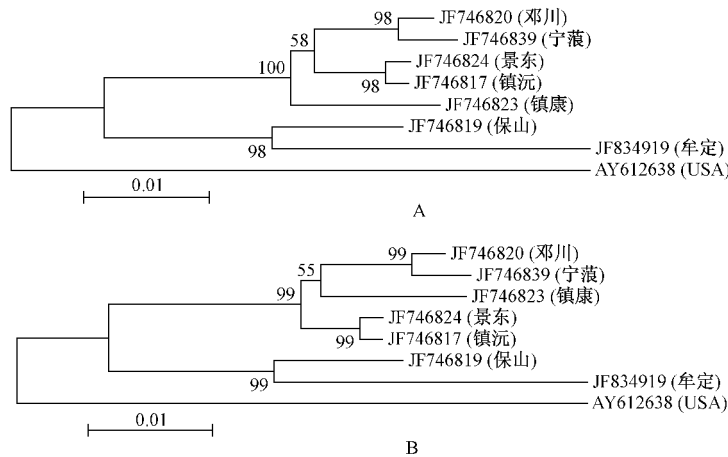 98
JF746820 (邓川)
JF746839 (宁蒗)
58
JF746824 (景东)
98
JF746817 (镇沅)
100
JF746823 (镇康)
JF746819 (保山)
98
JF834919 (牟定)
AY612638 (USA)
0.01
A
99
JF746820 (邓川)
JF746839 (宁蒗)
55
JF746823 (镇康)
99
JF746824 (景东)
99
JF746817 (镇沅)
JF746819 (保山)
99
JF834919 (牟定)
AY612638 (USA)
0.01
B